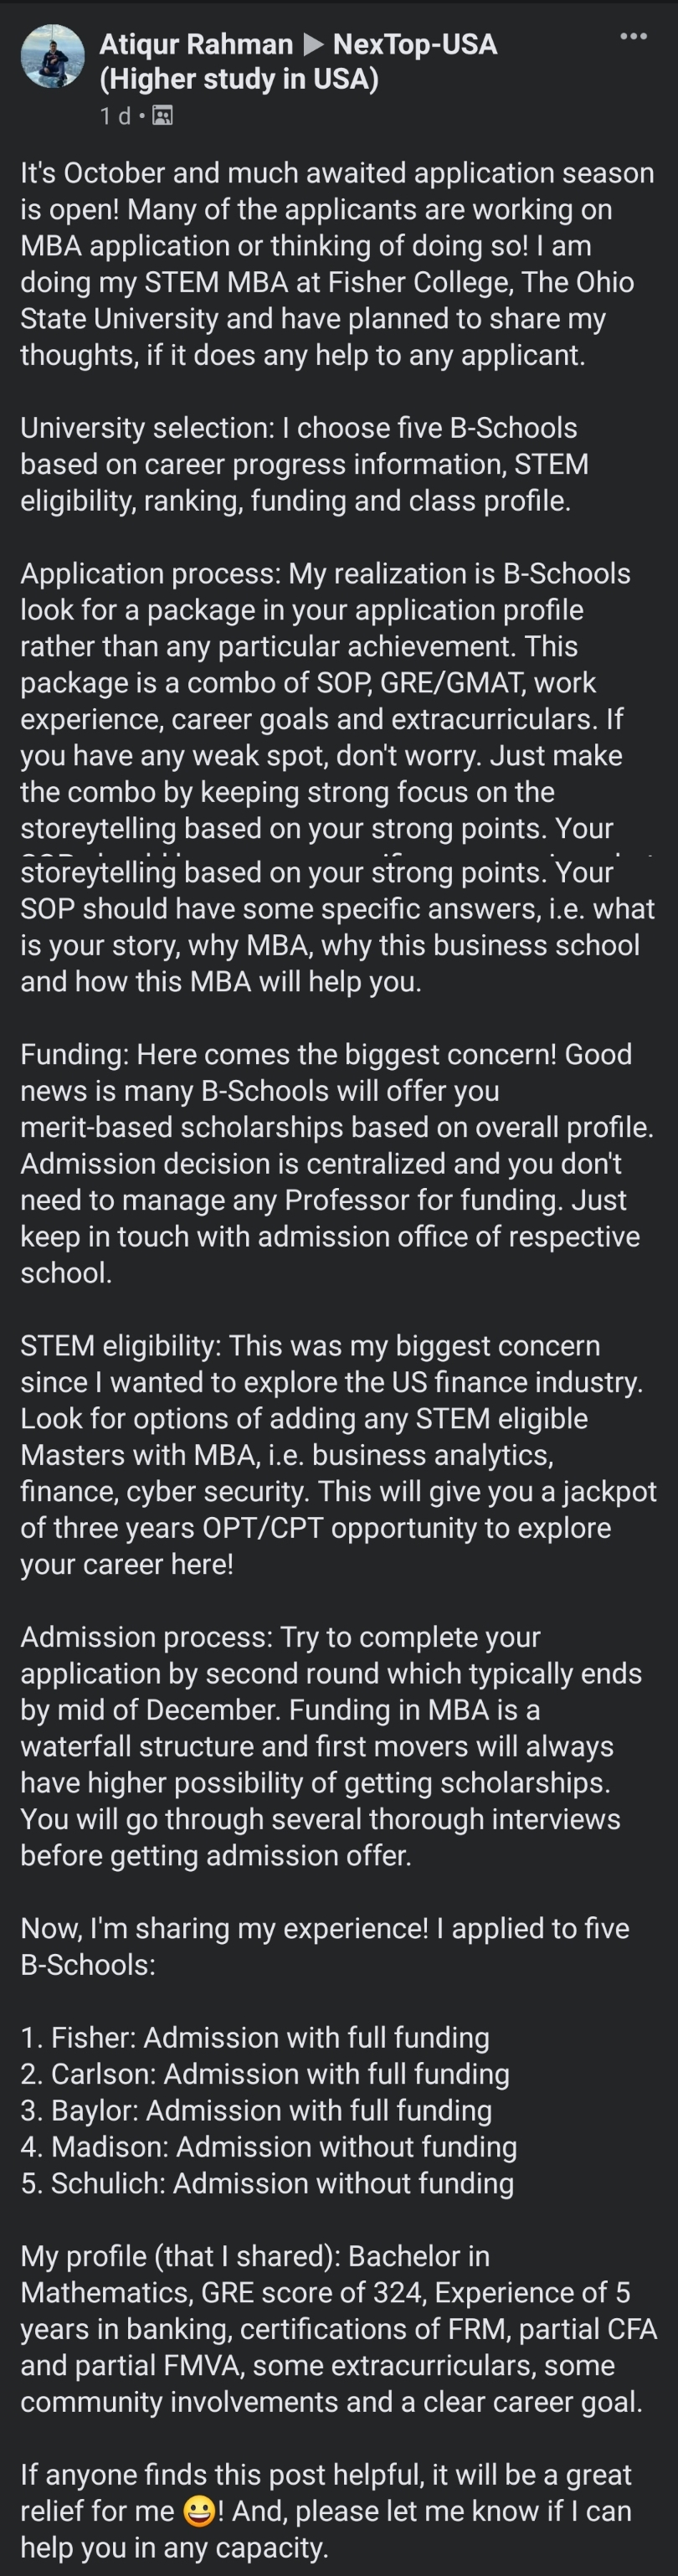 Atiqur Rahman ▶ NexTop-USA
(Higher study in USA)
1 d •
It's October and much awaited application season
is open! Many of the applicants are working on
MBA application or thinking of doing so! I am
doing my STEM MBA at Fisher College, The Ohio
State University and have planned to share my
thoughts, if it does any help to any applicant.
University selection: I choose five B-Schools
based on career progress information, STEM
eligibility, ranking, funding and class profile.
Application process: My realization is B-Schools
look for a package in your application profile
rather than any particular achievement. This
package is a combo of SOP, GRE/GMAT, work
experience, career goals and extracurriculars. If
you have any weak spot, don't worry. Just make
the combo by keeping strong focus on the
storeytelling based on your strong points. Your
storeytelling based on your strong points. Your
SOP should have some specific answers, i.e. what
is your story, why MBA, why this business school
and how this MBA will help you.
Funding: Here comes the biggest concern! Good
news is many B-Schools will offer you
merit-based scholarships based on overall profile.
Admission decision is centralized and you don't
need to manage any Professor for funding. Just
keep in touch with admission office of respective
school.
STEM eligibility: This was my biggest concern
since I wanted to explore the US finance industry.
Look for options of adding any STEM eligible
Masters with MBA, i.e. business analytics,
finance, cyber security. This will give you a jackpot
of three years OPT/CPT opportunity to explore
your career here!
Admission process: Try to complete your
application by second round which typically ends
by mid of December. Funding in MBA is a
waterfall structure and first movers will always
have higher possibility of getting scholarships.
You will go through several thorough interviews
before getting admission offer.
Now, I'm sharing my experience! I applied to five
B-Schools:
1. Fisher: Admission with full funding
2. Carlson: Admission with full funding
3. Baylor: Admission with full funding
4. Madison: Admission without funding
5. Schulich: Admission without funding
My profile (that I shared): Bachelor in
Mathematics, GRE score of 324, Experience of 5
years in banking, certifications of FRM, partial CFA
and partial FMVA, some extracurriculars, some
community involvements and a clear career goal.
If anyone finds this post helpful, it will be a great
relief for me 😀! And, please let me know if I can
help you in any capacity.